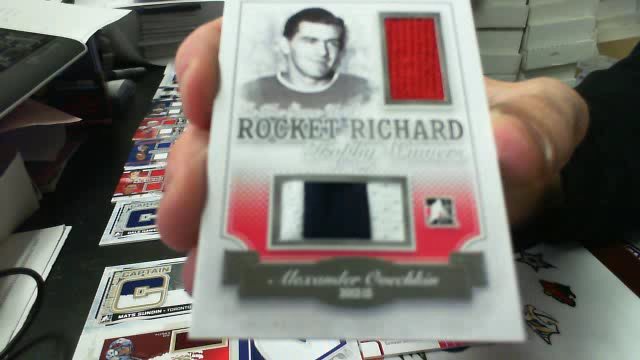 ROCKET RICHARD
Trophy Winners
Alexander Ovechkin
CAPTAIN
MATS SUNDIN - TORONTO